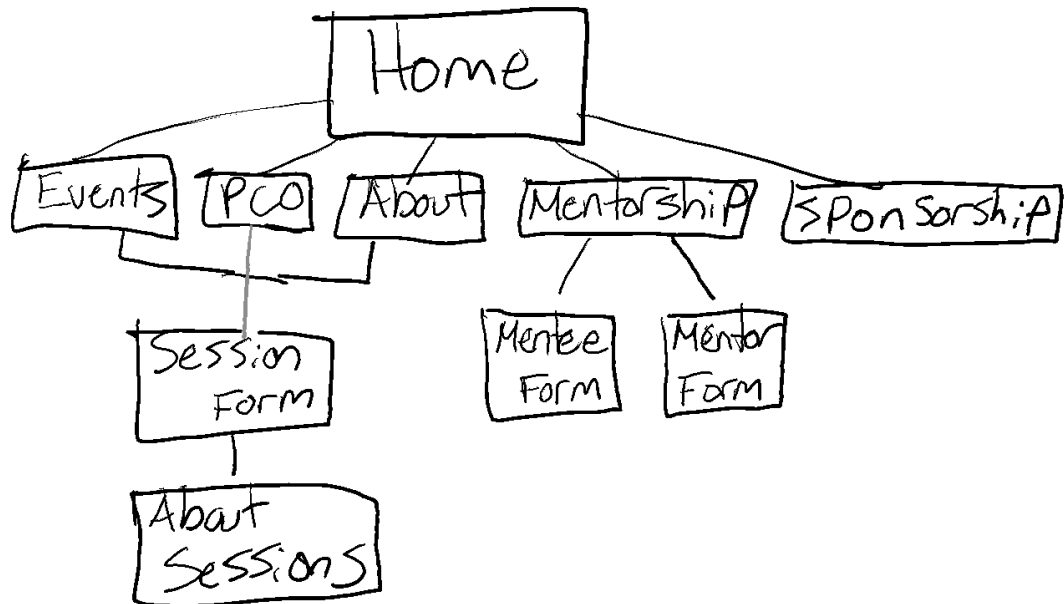 Home
Events
PCO
About
Mentorship
Sponsorship
Session
Form
Mentee
Form
Mentor
Form
About
Sessions